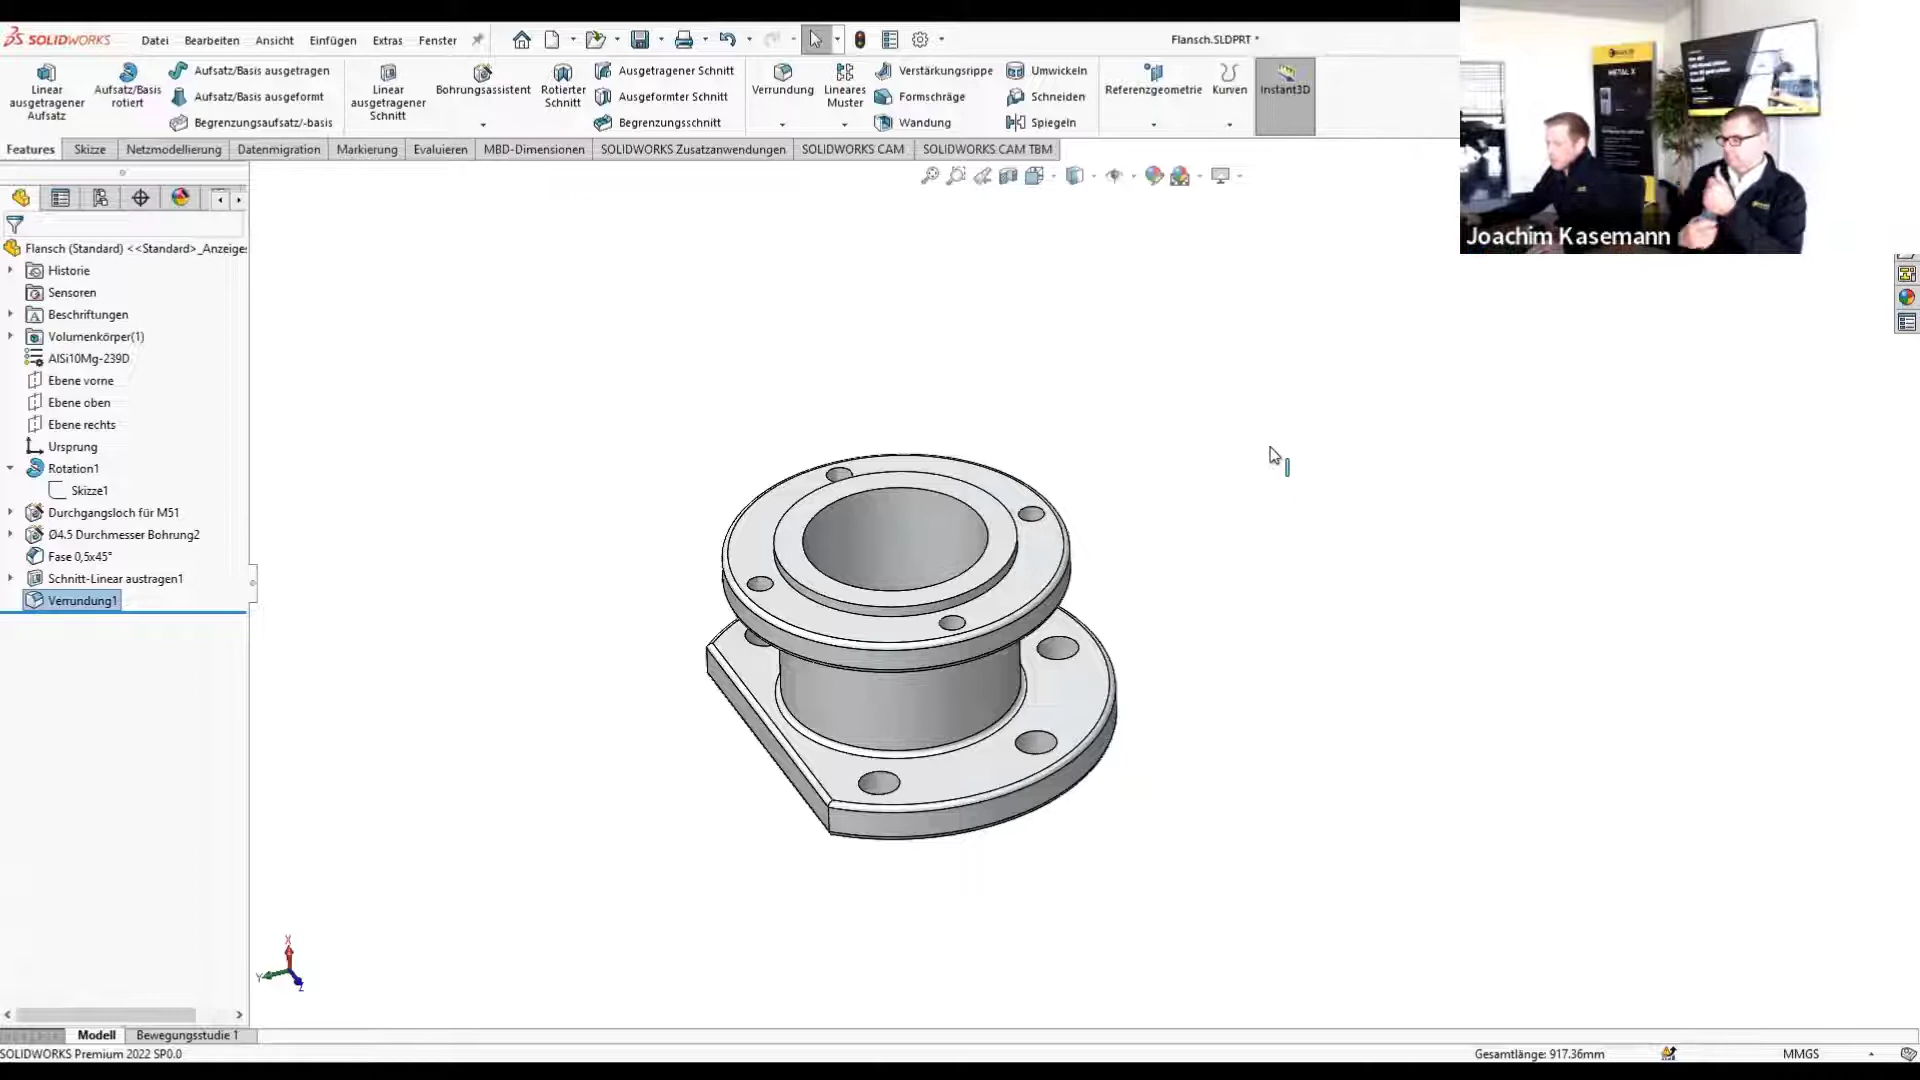 SOLIDWORKS
Datei Bearbeiten Ansicht Einfügen Extras Fenster
Flansch.SLDPRT *
Linear ausgetragener Aufsatz
Aufsatz/Basis rotiert
Aufsatz/Basis ausgetragen
Aufsatz/Basis ausgeformt
Begrenzungsaufsatz/-basis
Linear ausgetragener Schnitt
Bohrungsassistent
Rotierter Schnitt
Ausgetragener Schnitt
Ausgeformter Schnitt
Begrenzungsschnitt
Verrundung
Lineares Muster
Verstärkungsrippe
Formschräge
Wandung
Umwickeln
Schneiden
Spiegeln
Referenzgeometrie
Kurven
Instant3D
Features Skizze Netzmodellierung Datenmigration Markierung Evaluieren MBD-Dimensionen SOLIDWORKS Zusatzanwendungen SOLIDWORKS CAM SOLIDWORKS CAM TBM
METAL X
Joachim Kasemann
Flansch (Standard) <<Standard>_Anzeiges
Historie
Sensoren
Beschriftungen
Volumenkörper(1)
AlSi10Mg-239D
Ebene vorne
Ebene oben
Ebene rechts
Ursprung
Rotation1
Skizze1
Durchgangsloch für M51
Ø4.5 Durchmesser Bohrung2
Fase 0,5x45°
Schnitt-Linear austragen1
Verrundung1
X
Y
Z
Modell Bewegungsstudie 1
SOLIDWORKS Premium 2022 SP0.0
Gesamtlänge: 917.36mm
MMGS